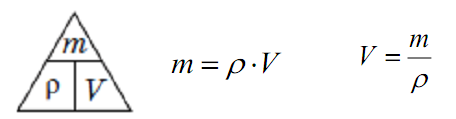 m
ρ V
m = ρ · V
V = m/ρ